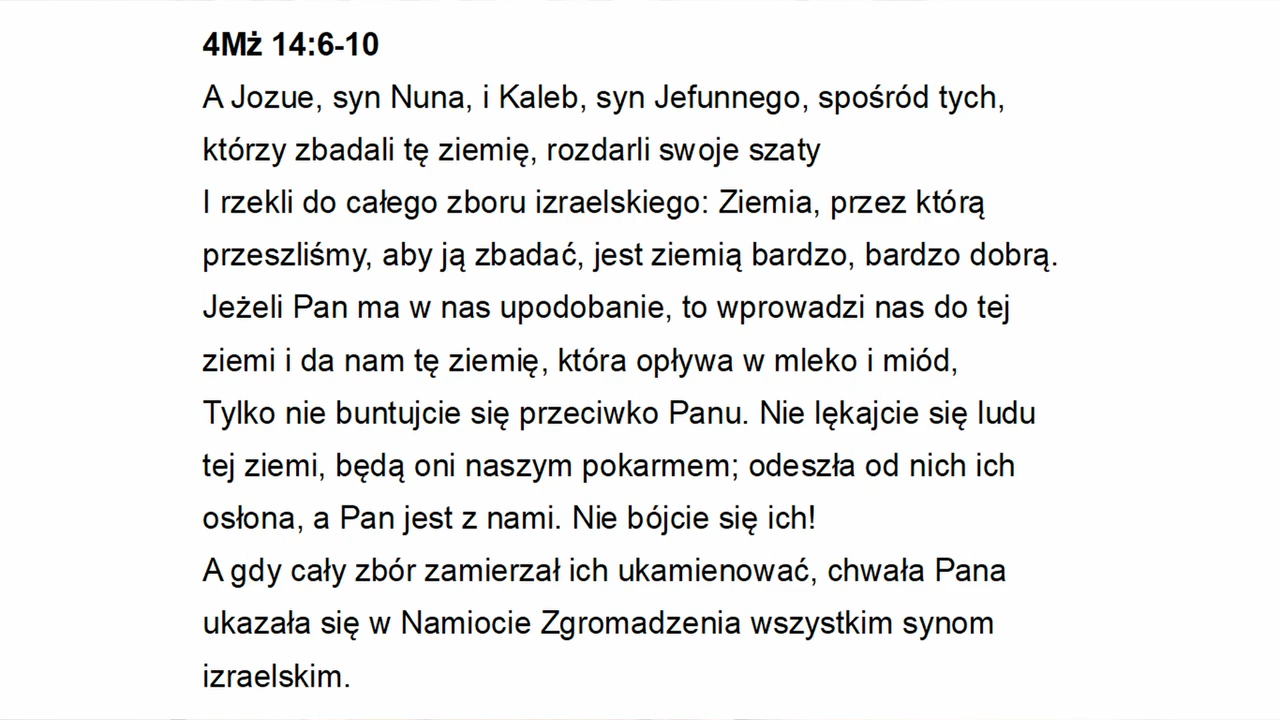 4Mż 14:6-10
A Jozue, syn Nuna, i Kaleb, syn Jefunnego, spośród tych,
którzy zbadali tę ziemię, rozdarli swoje szaty
I rzekli do całego zboru izraelskiego: Ziemia, przez którą
przeszliśmy, aby ją zbadać, jest ziemią bardzo, bardzo dobrą.
Jeżeli Pan ma w nas upodobanie, to wprowadzi nas do tej
ziemi i da nam tę ziemię, która opływa w mleko i miód,
Tylko nie buntujcie się przeciwko Panu. Nie lękajcie się ludu
tej ziemi, będą oni naszym pokarmem; odeszła od nich ich
osłona, a Pan jest z nami. Nie bójcie się ich!
A gdy cały zbór zamierzał ich ukamienować, chwała Pana
ukazała się w Namiocie Zgromadzenia wszystkim synom
izraelskim.